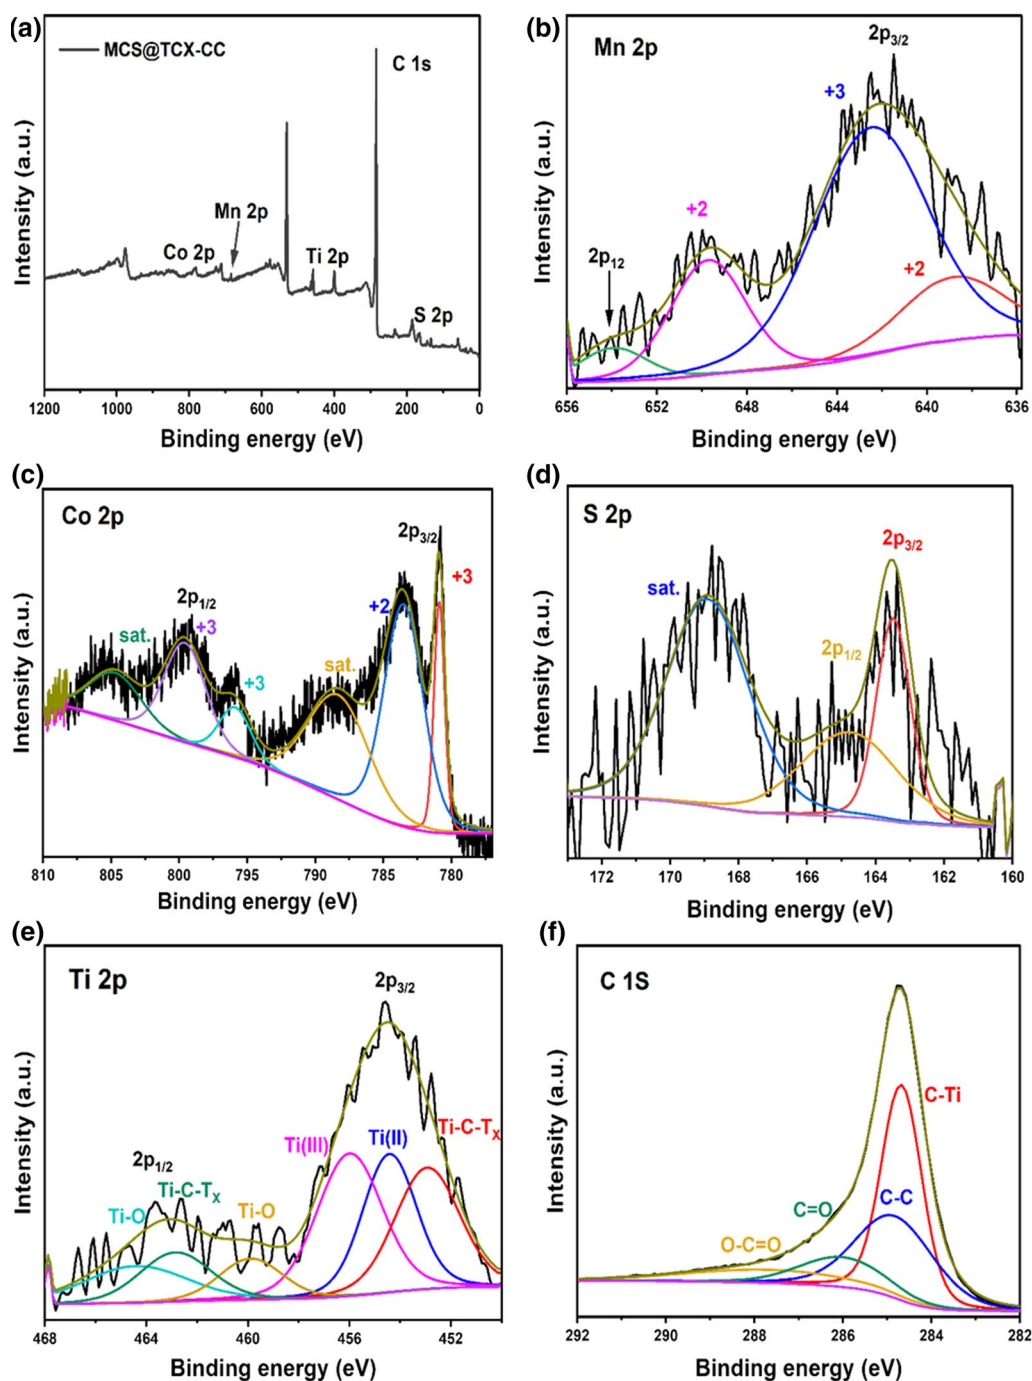 (a)
MCS@TCX-CC
C 1s
Mn 2p
Co 2p
Ti 2p
S 2p
Intensity (a.u.)
1200 1000 800 600 400 200 0
Binding energy (eV)
(b)
Mn 2p
2p3/2
+3
+2
2p12
+2
Intensity (a.u.)
656 652 648 644 640 636
Binding energy (eV)
(c)
Co 2p
2p3/2
+3
+2
2p1/2
+3
sat.
sat.
+3
Intensity (a.u.)
810 805 800 795 790 785 780
Binding energy (eV)
(d)
S 2p
2p3/2
sat.
2p1/2
Intensity (a.u.)
172 170 168 166 164 162 160
Binding energy (eV)
(e)
Ti 2p
2p3/2
Ti-C-TX
Ti(III)
Ti(II)
2p1/2
Ti-C-TX
Ti-O
Ti-O
Intensity (a.u.)
468 464 460 456 452
Binding energy (eV)
(f)
C 1S
C-Ti
C-C
C=O
O-C=O
Intensity (a.u.)
292 290 288 286 284 282
Binding energy (eV)